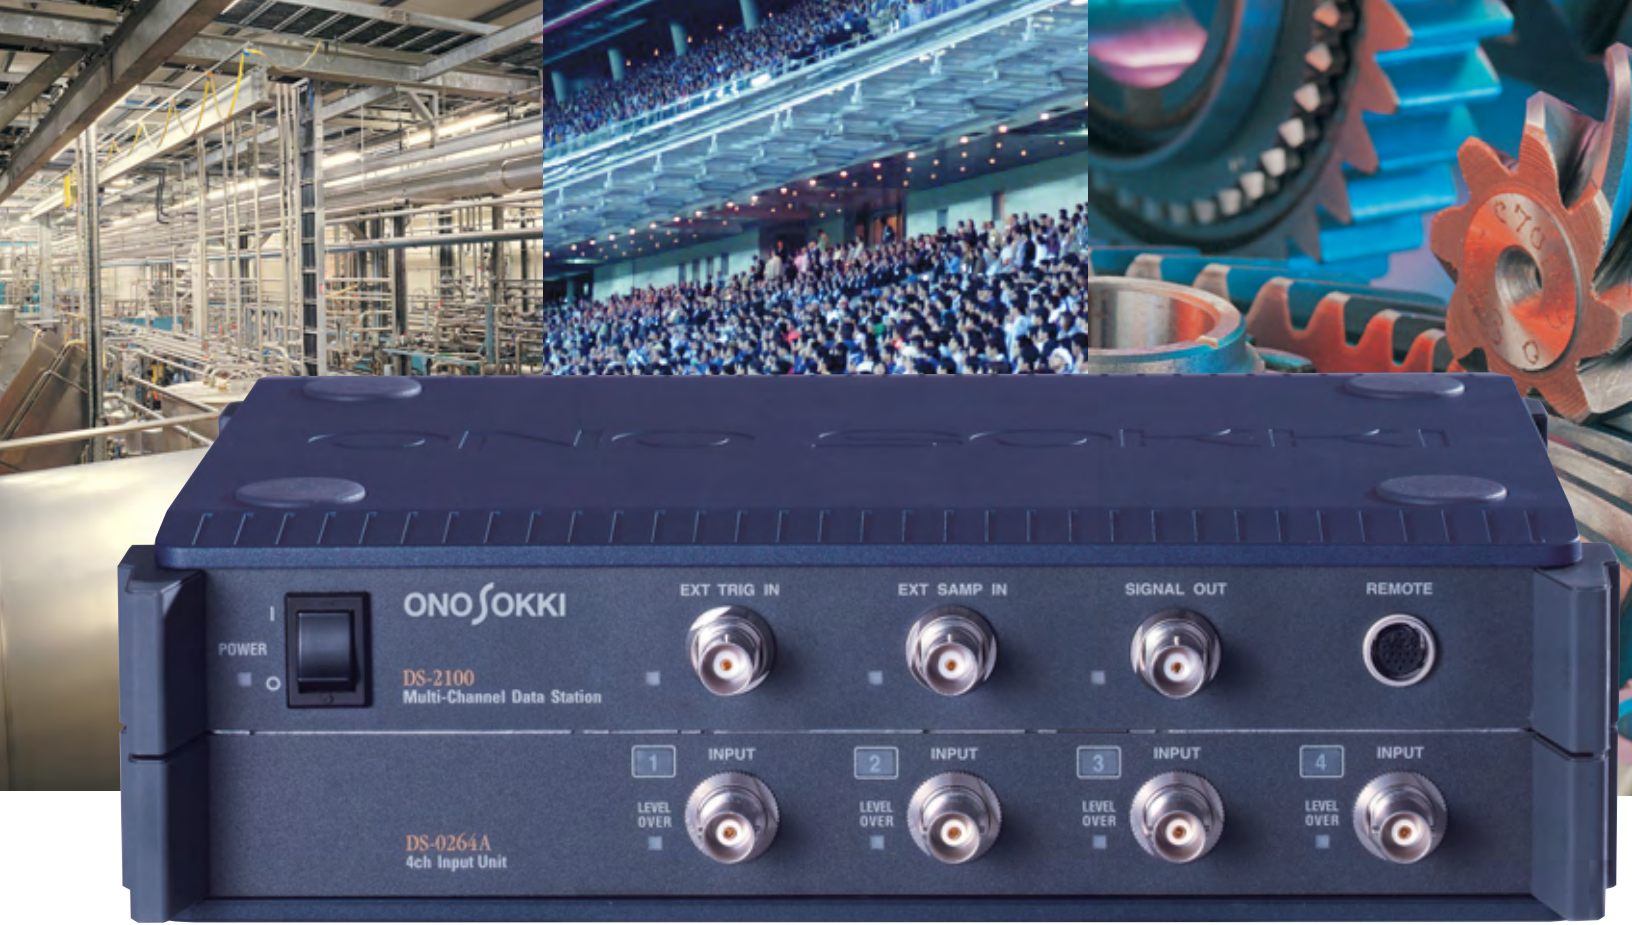 ONO SOKKI
I
POWER
O
ONOSOKKI
DS-2100
Multi-Channel Data Station
EXT TRIG IN
EXT SAMP IN
SIGNAL OUT
REMOTE
1
INPUT
LEVEL
OVER
2
INPUT
LEVEL
OVER
3
INPUT
LEVEL
OVER
4
INPUT
LEVEL
OVER
DS-0264A
4ch Input Unit